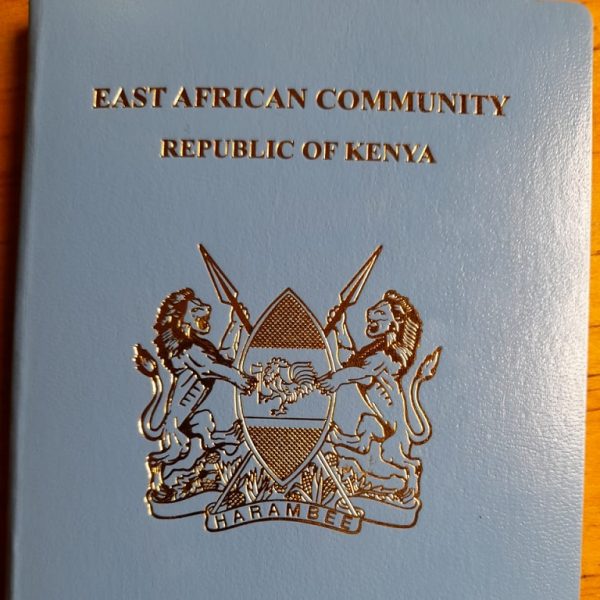 EAST AFRICAN COMMUNITY
REPUBLIC OF KENYA
HARAMBEE